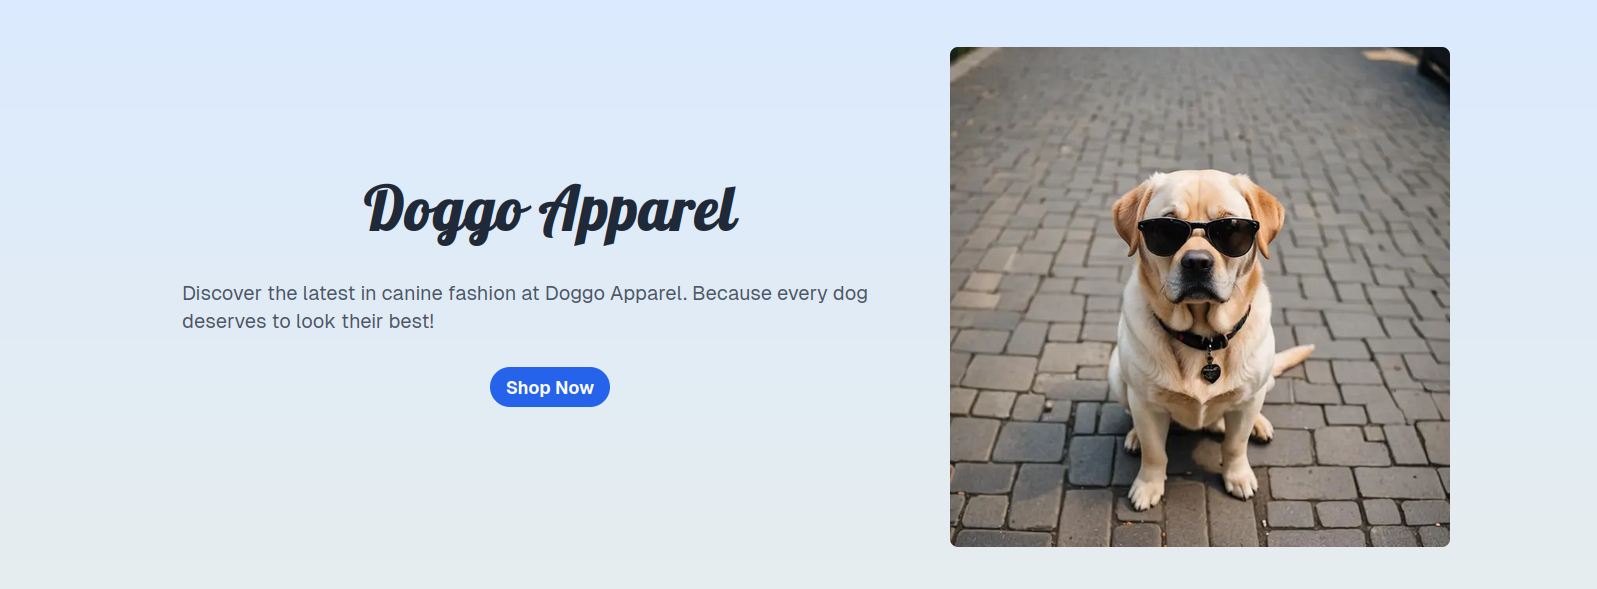 Doggo Apparel
Discover the latest in canine fashion at Doggo Apparel. Because every dog
deserves to look their best!
Shop Now